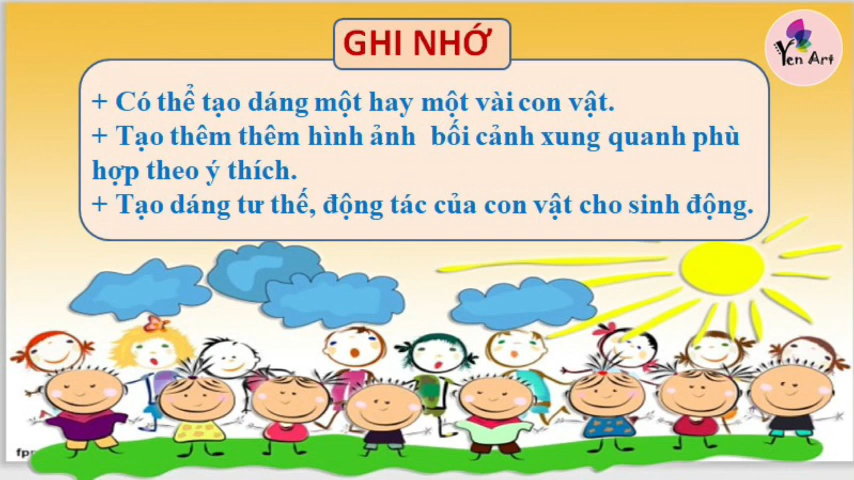 GHI NHỚ
Yen Art
+ Có thể tạo dáng một hay một vài con vật.
+ Tạo thêm thêm hình ảnh bối cảnh xung quanh phù
hợp theo ý thích.
+ Tạo dáng tư thế, động tác của con vật cho sinh động.